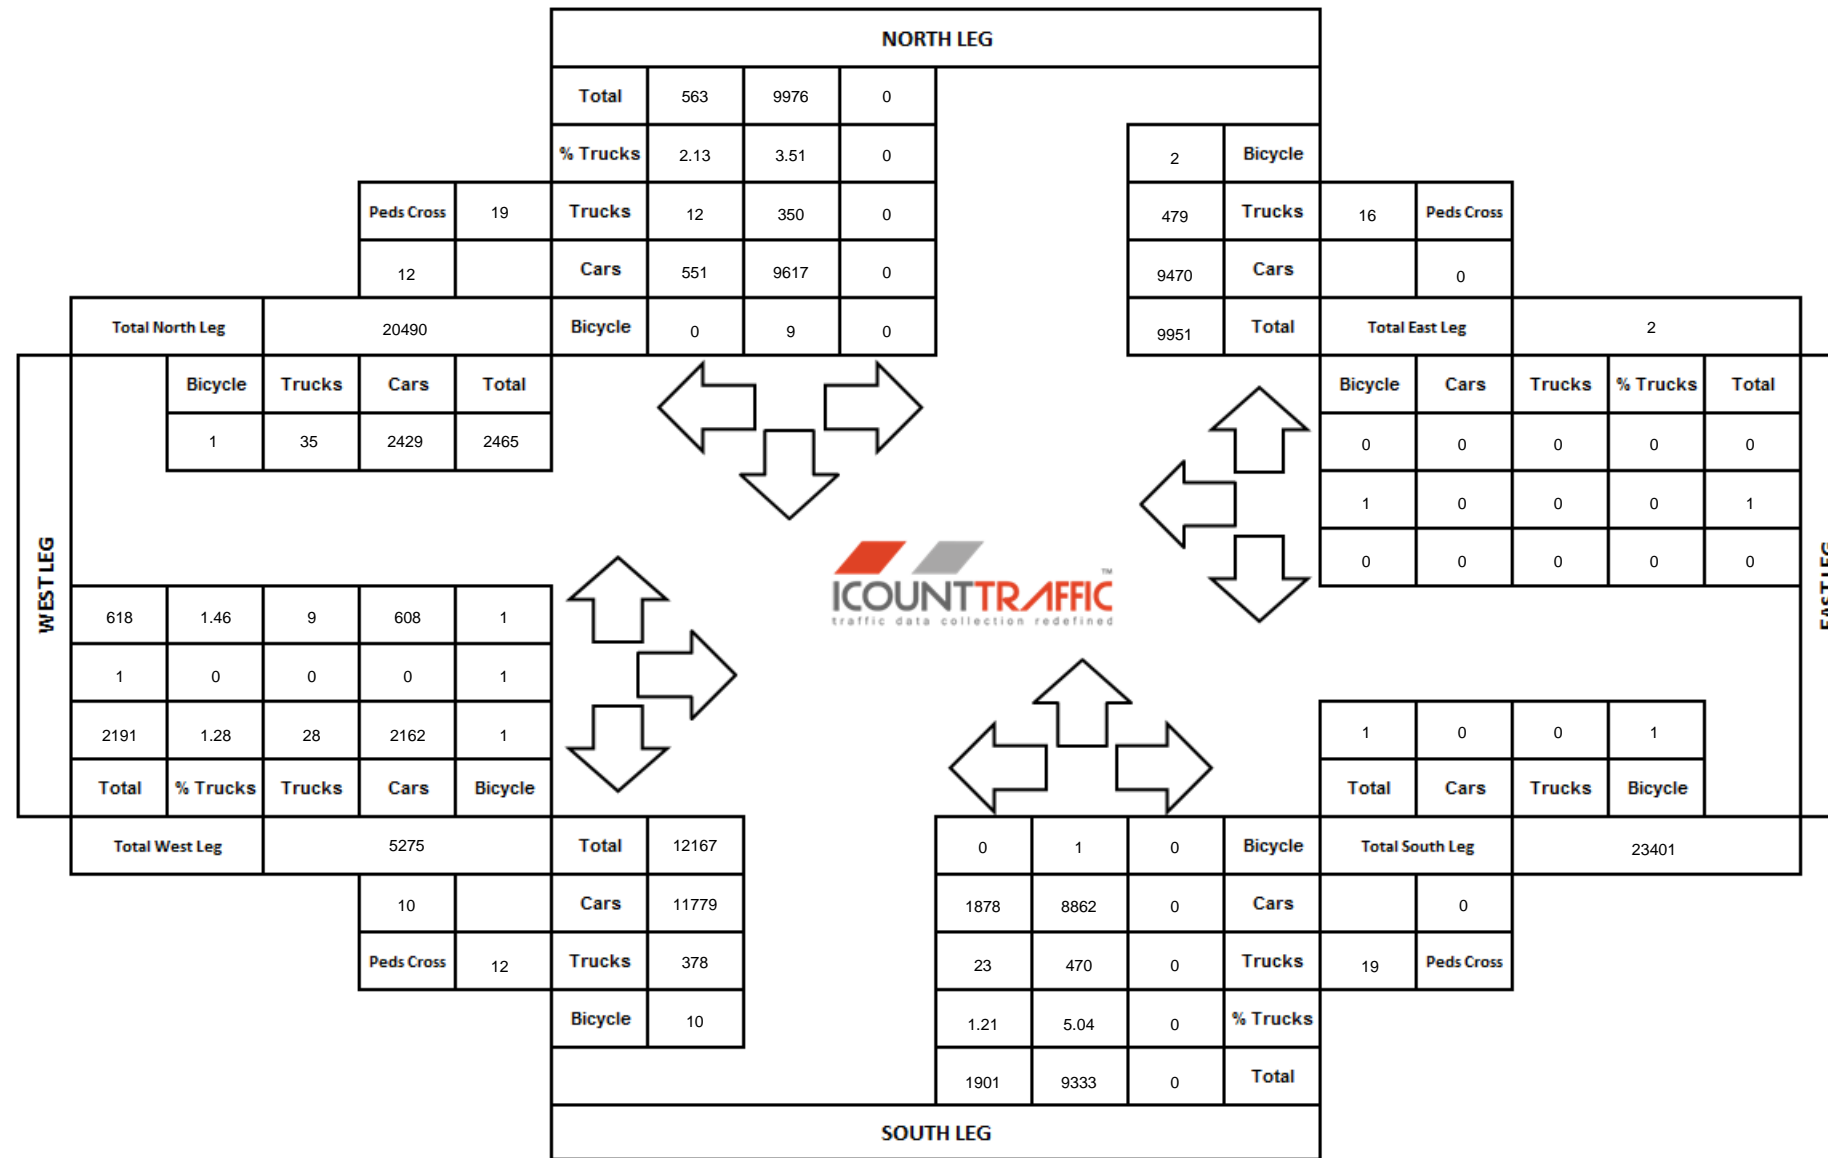 NORTH LEG
Total 563 9976 0
% Trucks 2.13 3.51 0 2 Bicycle
Peds Cross 19 Trucks 12 350 0 479 Trucks 16 Peds Cross
12 Cars 551 9617 0 9470 Cars 0
Total North Leg 20490 Bicycle 0 9 0 9951 Total Total East Leg 2
Bicycle Trucks Cars Total Bicycle Cars Trucks % Trucks Total
1 35 2429 2465 0 0 0 0 0
1 0 0 0 1
0 0 0 0 0
WEST LEG
EAST LEG
ICOUNTTRAFFIC™
traffic data collection redefined
618 1.46 9 608 1
1 0 0 0 1
2191 1.28 28 2162 1 1 0 0 1
Total % Trucks Trucks Cars Bicycle Total Cars Trucks Bicycle
Total West Leg 5275 Total 12167 0 1 0 Bicycle Total South Leg 23401
10 Cars 11779 1878 8862 0 Cars 0
Peds Cross 12 Trucks 378 23 470 0 Trucks 19 Peds Cross
Bicycle 10 1.21 5.04 0 % Trucks
1901 9333 0 Total
SOUTH LEG